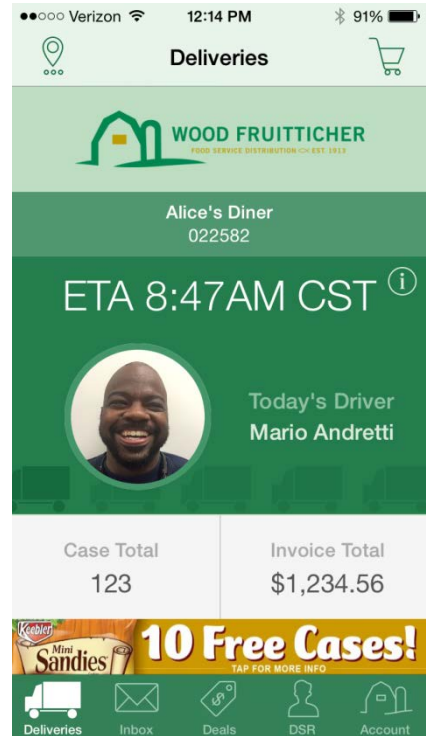 Verizon 12:14 PM 91%
Deliveries
WOOD FRUITTICHER
FOOD SERVICE DISTRIBUTION EST. 1913
Alice's Diner
022582
ETA 8:47AM CST
Today's Driver
Mario Andretti
Case Total Invoice Total
123 $1,234.56
Keebler
Mini
Sandies
10 Free Cases!
TAP FOR MORE INFO
Deliveries Inbox Deals DSR Account